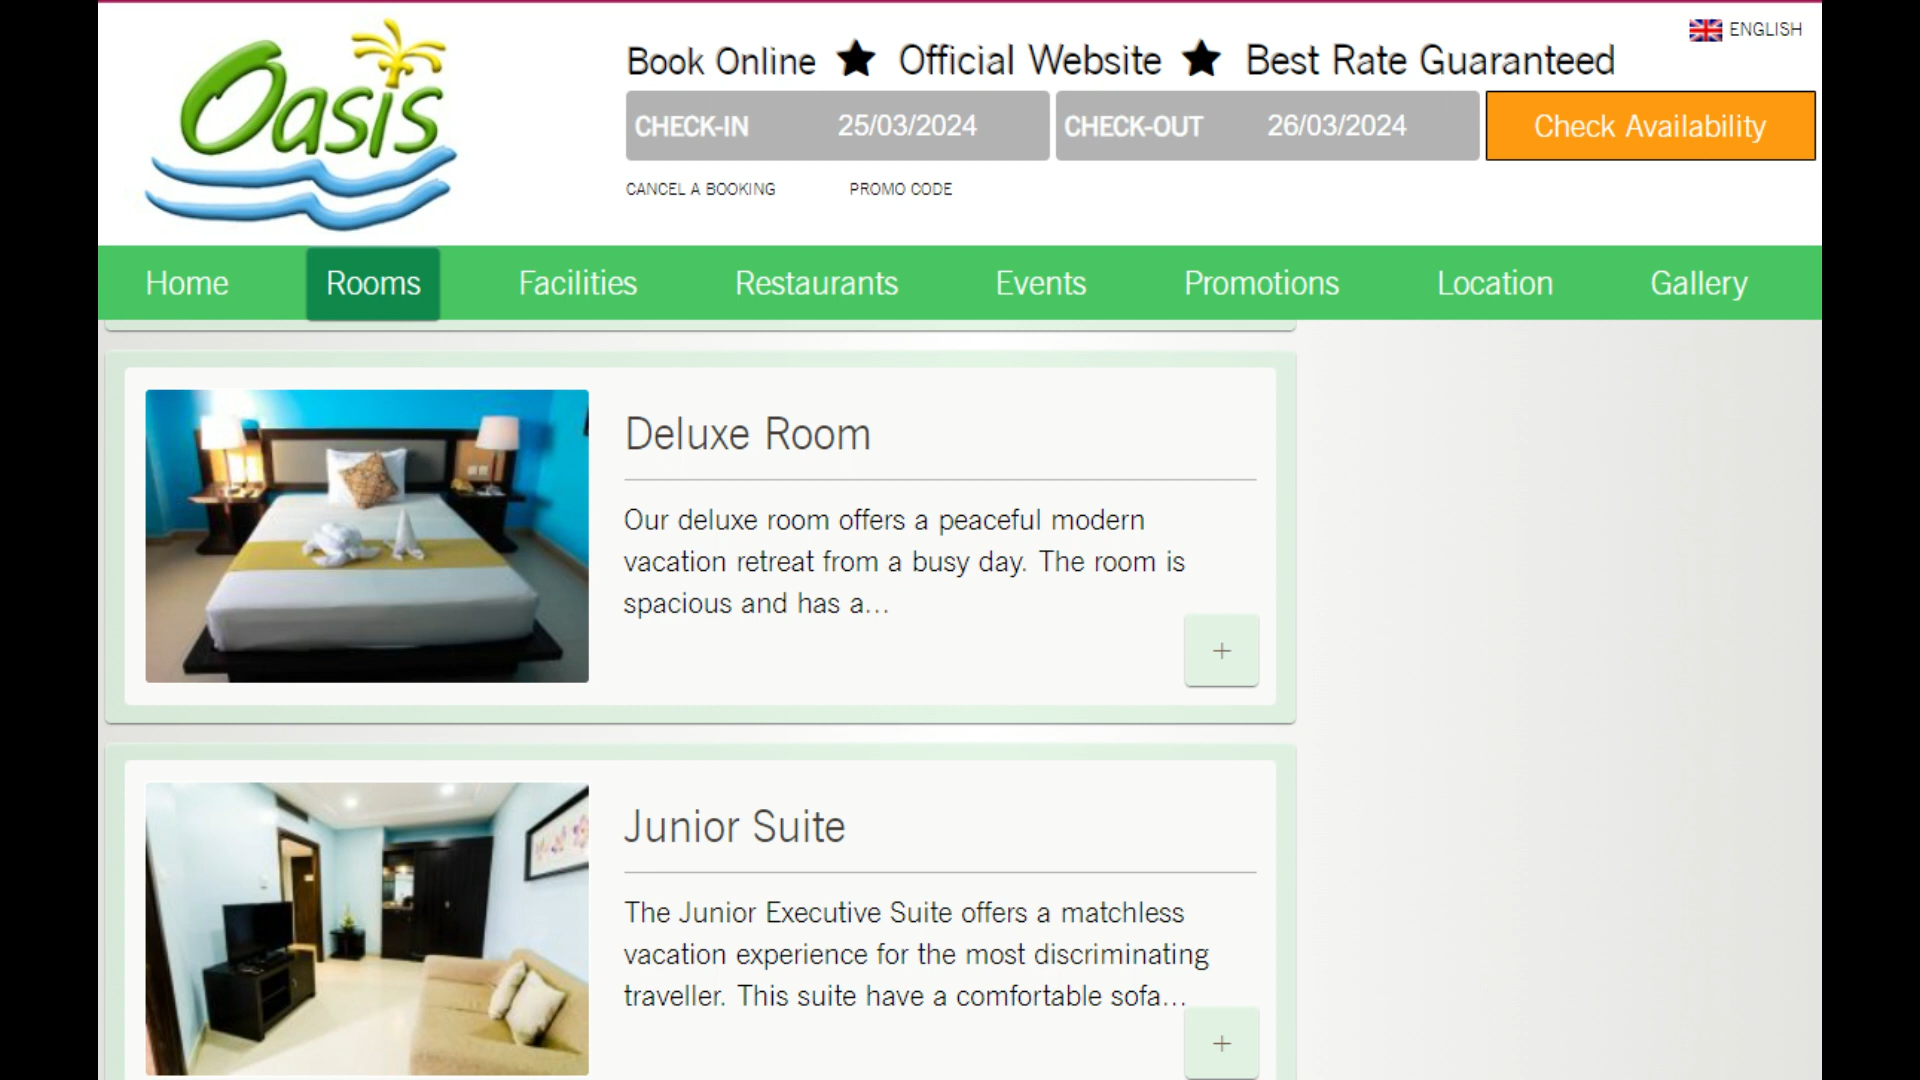 Oasis
ENGLISH
Book Online ★ Official Website ★ Best Rate Guaranteed
CHECK-IN 25/03/2024 CHECK-OUT 26/03/2024 Check Availability
CANCEL A BOOKING PROMO CODE
Home Rooms Facilities Restaurants Events Promotions Location Gallery
Deluxe Room
Our deluxe room offers a peaceful modern
vacation retreat from a busy day. The room is
spacious and has a...
+
Junior Suite
The Junior Executive Suite offers a matchless
vacation experience for the most discriminating
traveller. This suite have a comfortable sofa...
+